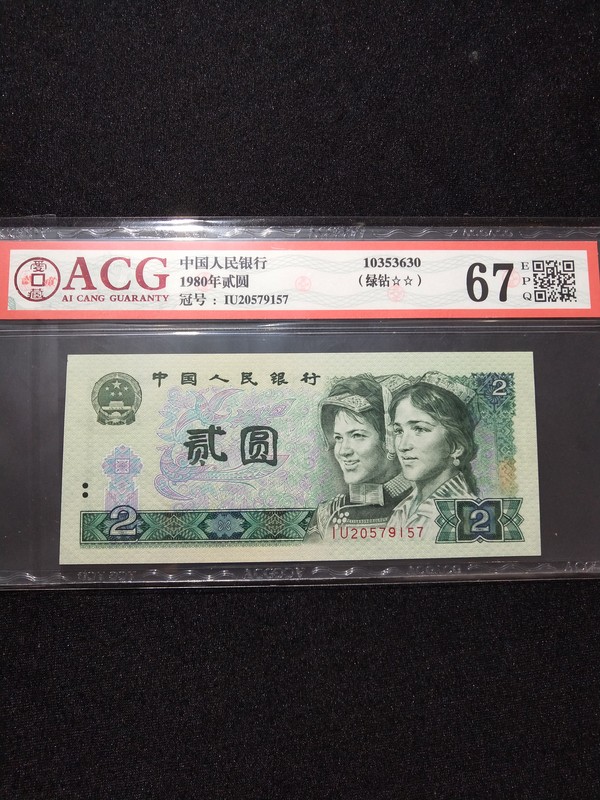 ACG
AI CANG GUARANTY
中国人民银行
1980年贰圆
冠号：IU20579157
10353630
（绿钻☆☆）
67
EPQ
中国人民银行
2
贰圆
2
2
IU20579157